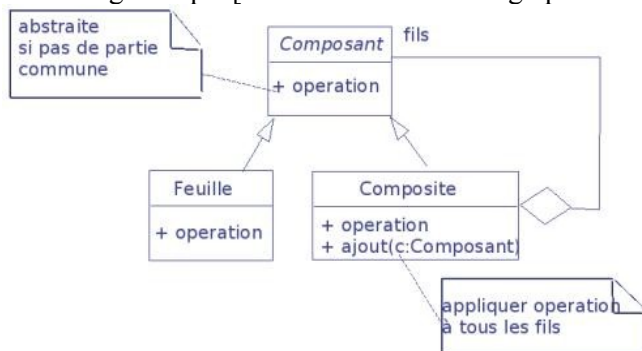 abstraite
si pas de partie
commune
Composant
fils
+ operation
Feuille
+ operation
Composite
+ operation
+ ajout(c:Composant)
appliquer operation
à tous les fils